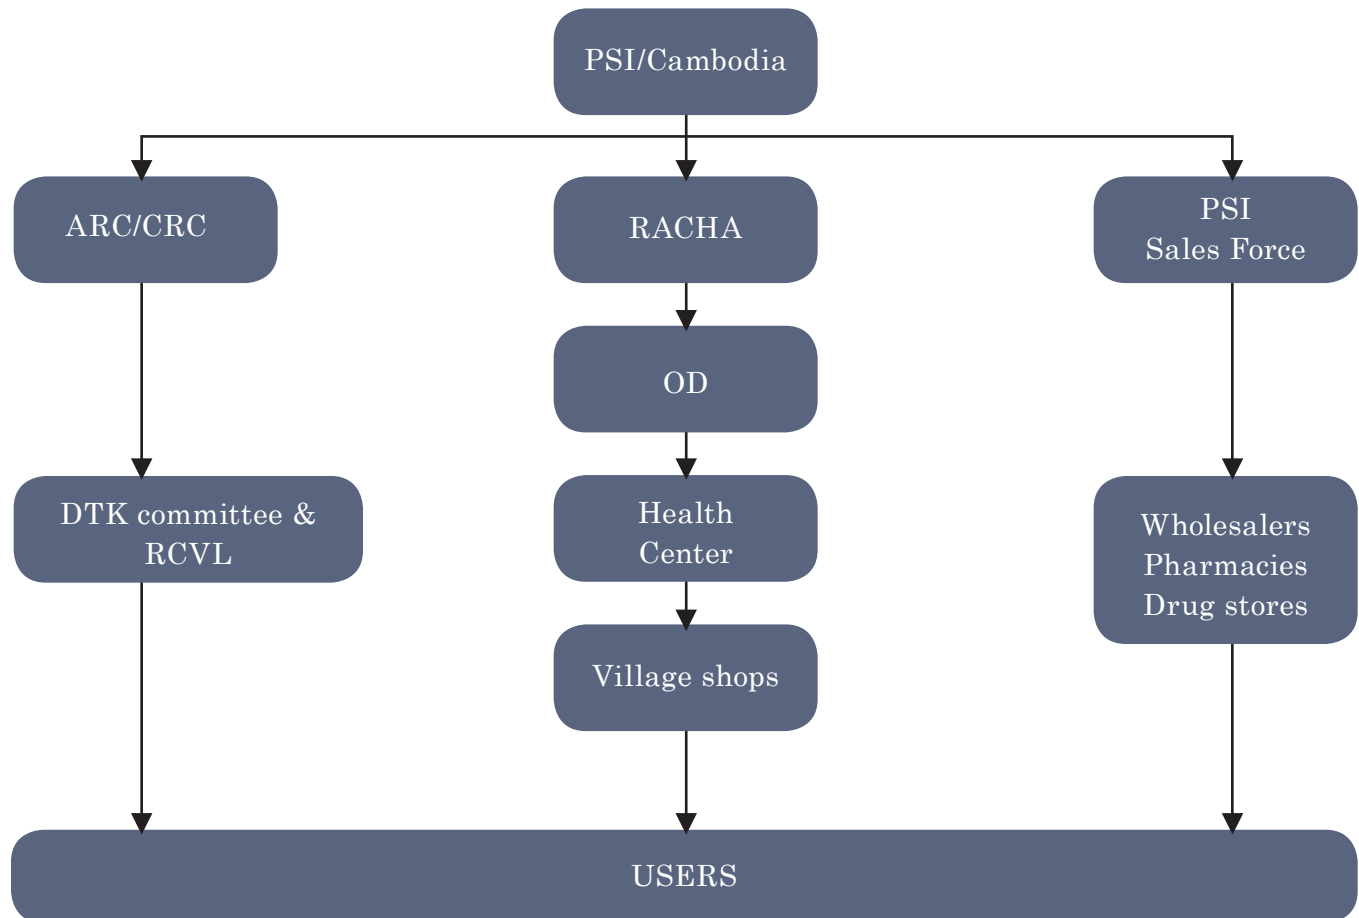 PSI/Cambodia
ARC/CRC
RACHA
PSI
Sales Force
OD
DTK committee &
RCVL
Health
Center
Wholesalers
Pharmacies
Drug stores
Village shops
USERS